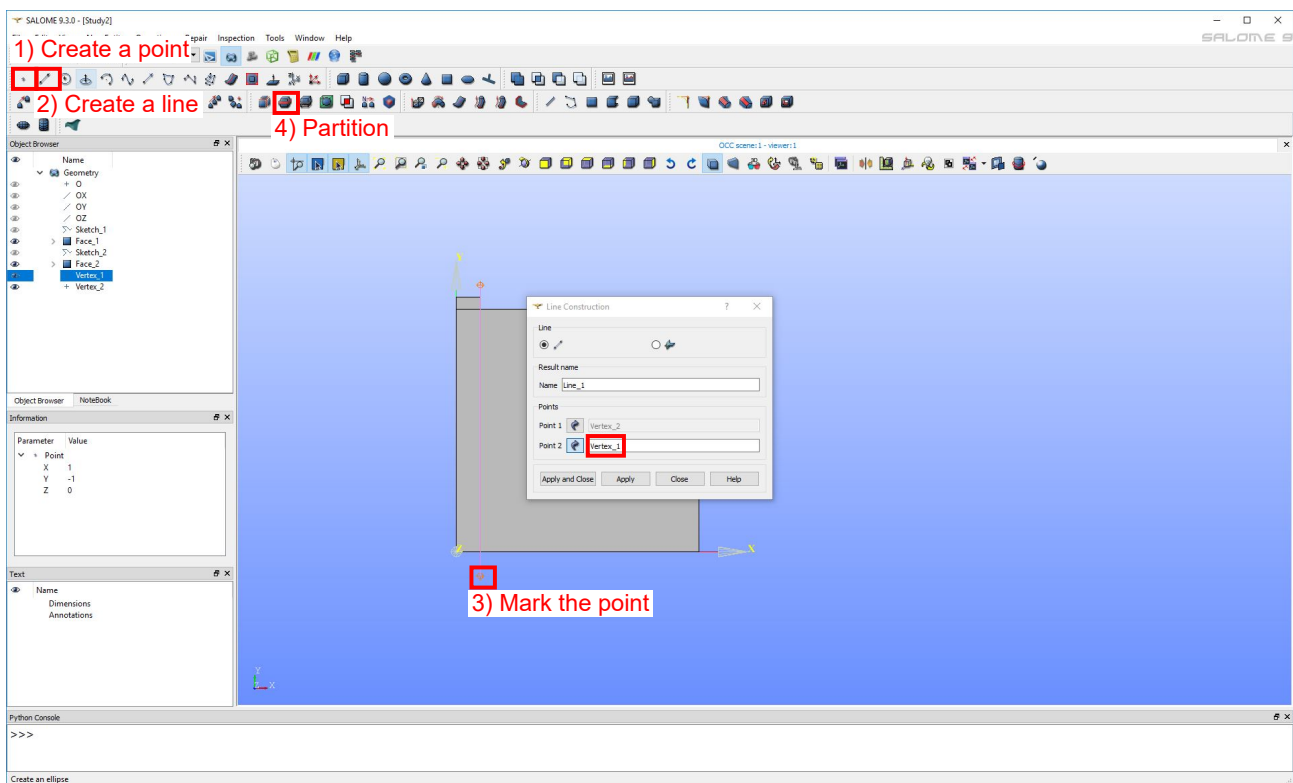 SALOME 9.3.0 - [Study2]
Repair Inspection Tools Window Help
SALOME 9
1) Create a point
2) Create a line
4) Partition
Object Browser
OCC scene:1 - viewer:1
Name
Geometry
O
OX
OY
OZ
Sketch_1
Face_1
Sketch_2
Face_2
Vertex_1
Vertex_2
Object Browser NoteBook
Information
Parameter Value
Point
X 1
Y -1
Z 0
Text
Name
Dimensions
Annotations
Y
Z
X
Line Construction
?
Line
Result name
Name Line_1
Points
Point 1 Vertex_2
Point 2 Vertex_1
Apply and Close Apply Close Help
3) Mark the point
Y
Z X
Python Console
>>>
Create an ellipse